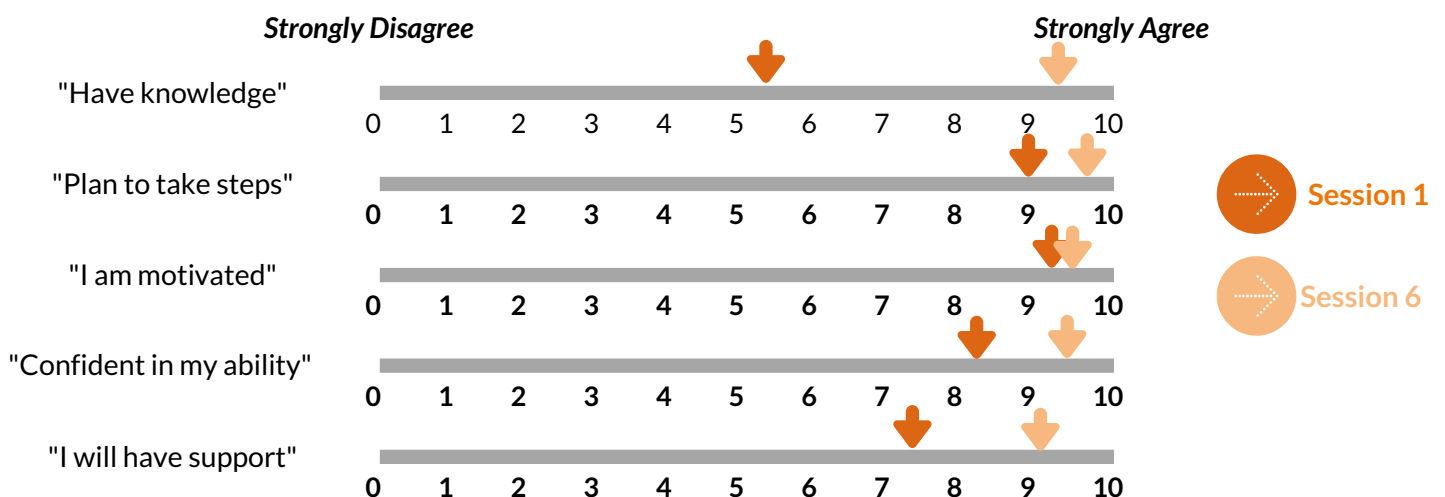 Strongly Disagree Strongly Agree
"Have knowledge"
0 1 2 3 4 5 6 7 8 9 10
"Plan to take steps"
0 1 2 3 4 5 6 7 8 9 10
"I am motivated"
0 1 2 3 4 5 6 7 8 9 10
"Confident in my ability"
0 1 2 3 4 5 6 7 8 9 10
"I will have support"
0 1 2 3 4 5 6 7 8 9 10
Session 1
Session 6